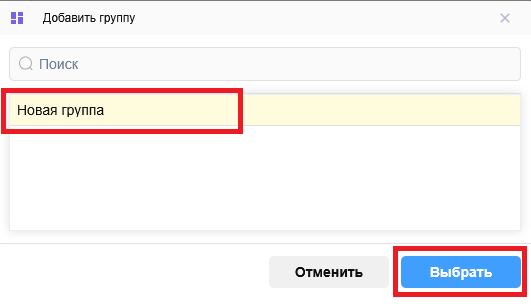 Добавить группу
Поиск
Новая группа
Отменить
Выбрать